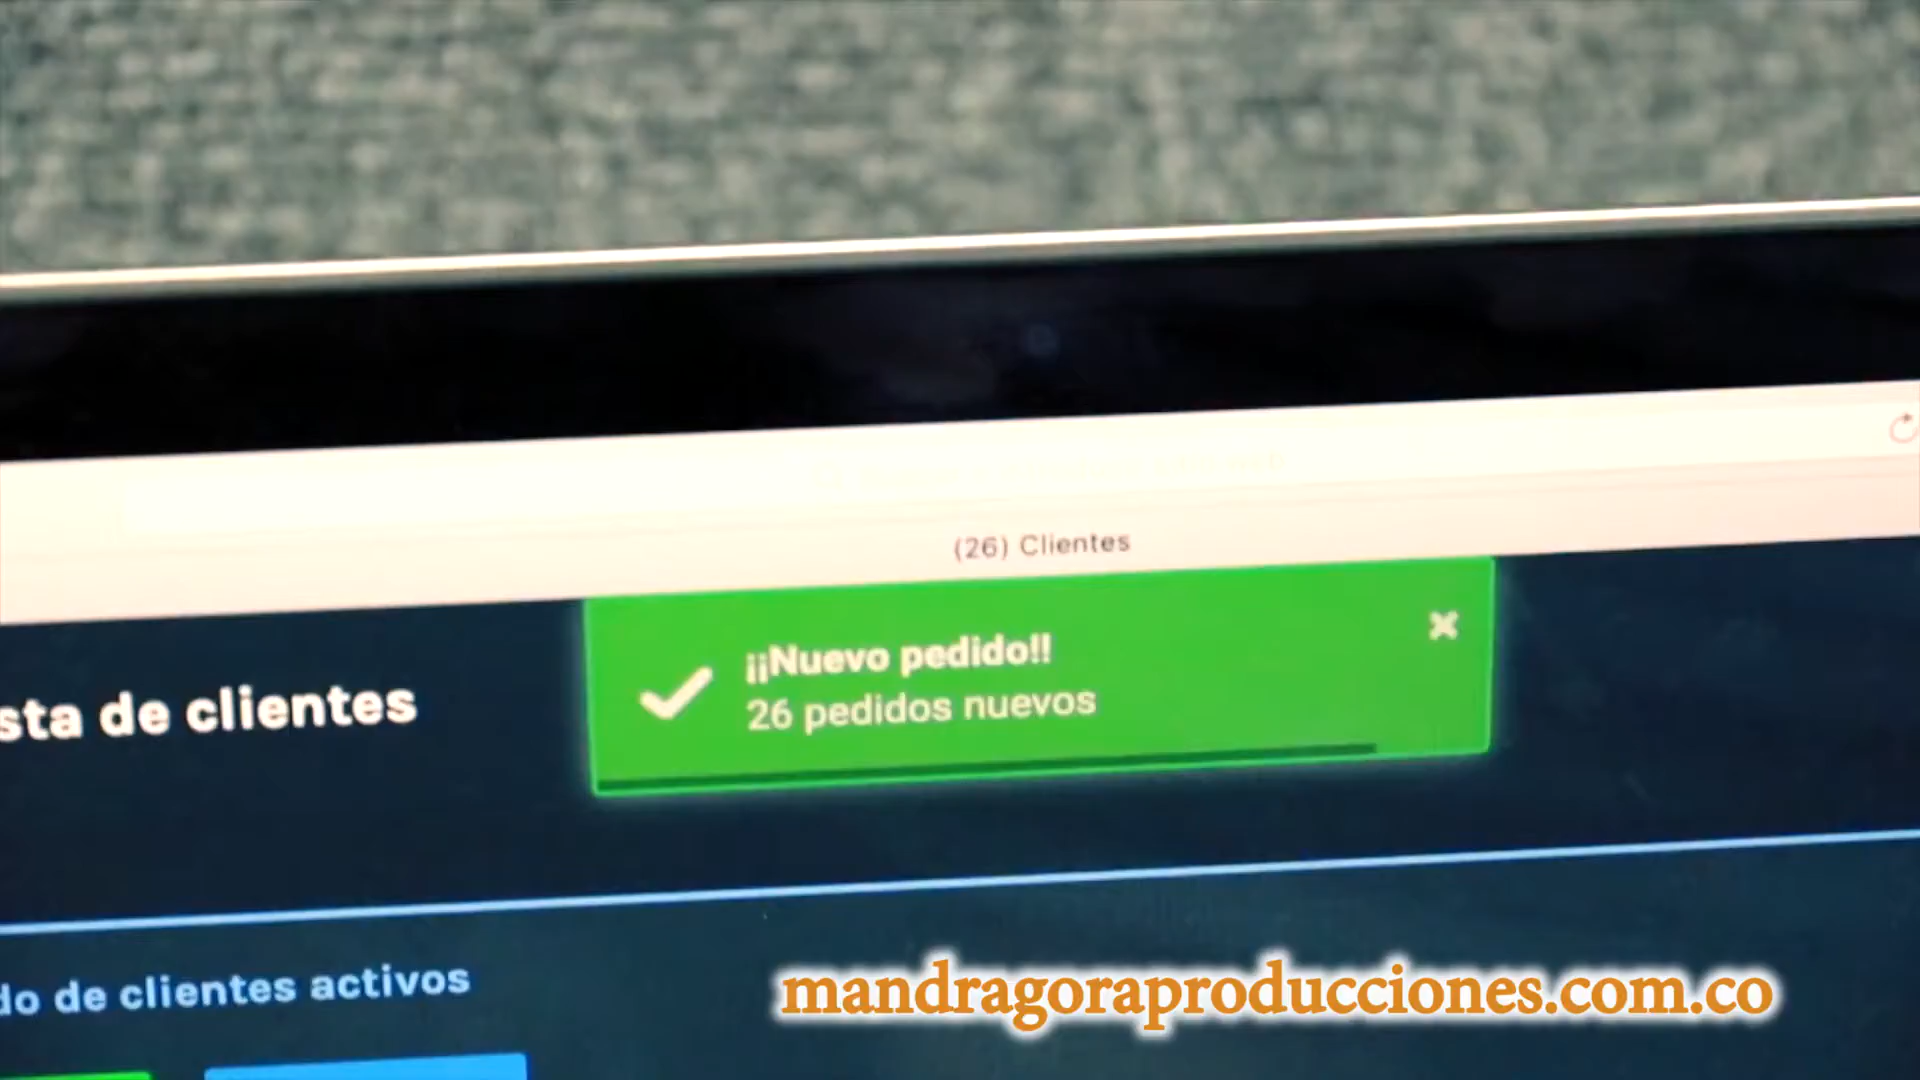 (26) Clientes
¡¡Nuevo pedido!!
26 pedidos nuevos
sta de clientes
do de clientes activos
mandragoraproducciones.com.co